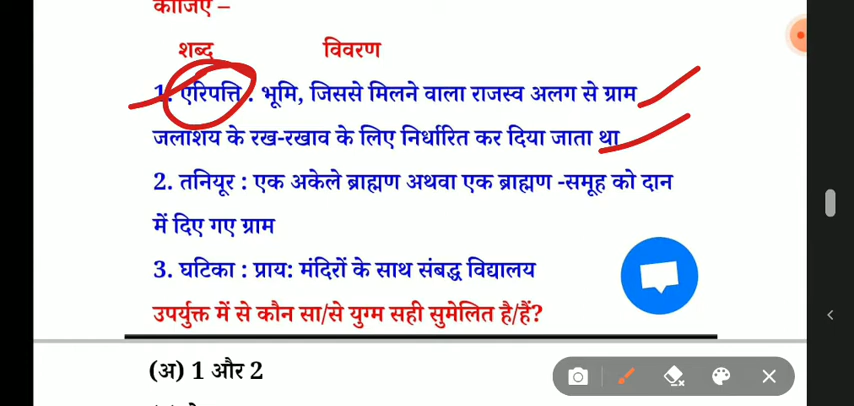 कीजिए –
शब्द विवरण
1. एरिपत्ति : भूमि, जिससे मिलने वाला राजस्व अलग से ग्राम
जलाशय के रख-रखाव के लिए निर्धारित कर दिया जाता था
2. तनियूर : एक अकेले ब्राह्मण अथवा एक ब्राह्मण -समूह को दान
में दिए गए ग्राम
3. घटिका : प्राय: मंदिरों के साथ संबद्ध विद्यालय
उपर्युक्त में से कौन सा/से युग्म सही सुमेलित है/हैं?
(अ) 1 और 2